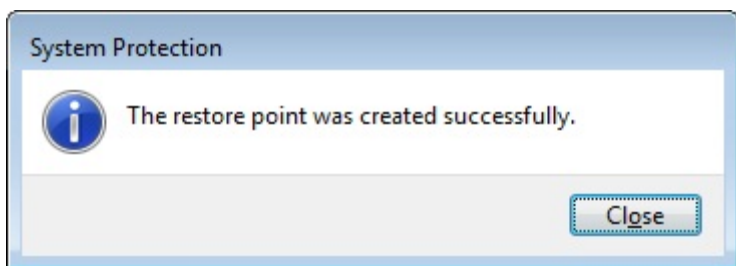 System Protection
The restore point was created successfully.
Close